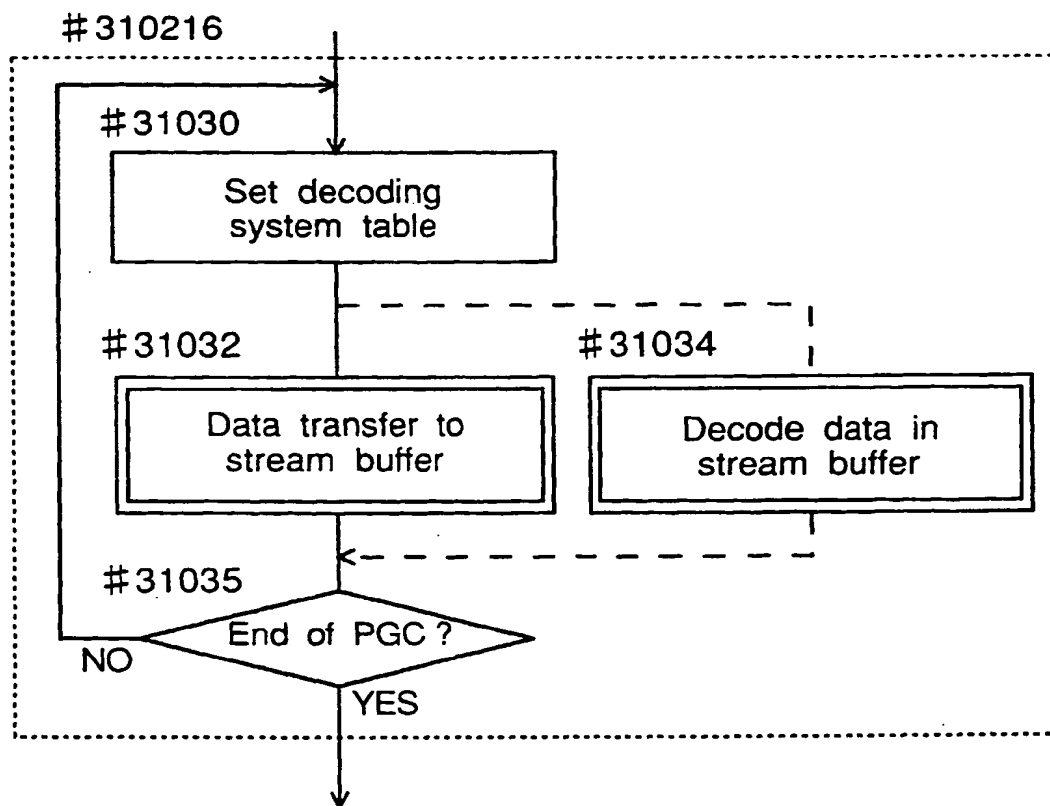 #310216
#31030
Set decoding
system table
#31032
#31034
Data transfer to
stream buffer
Decode data in
stream buffer
#31035
End of PGC ?
NO
YES